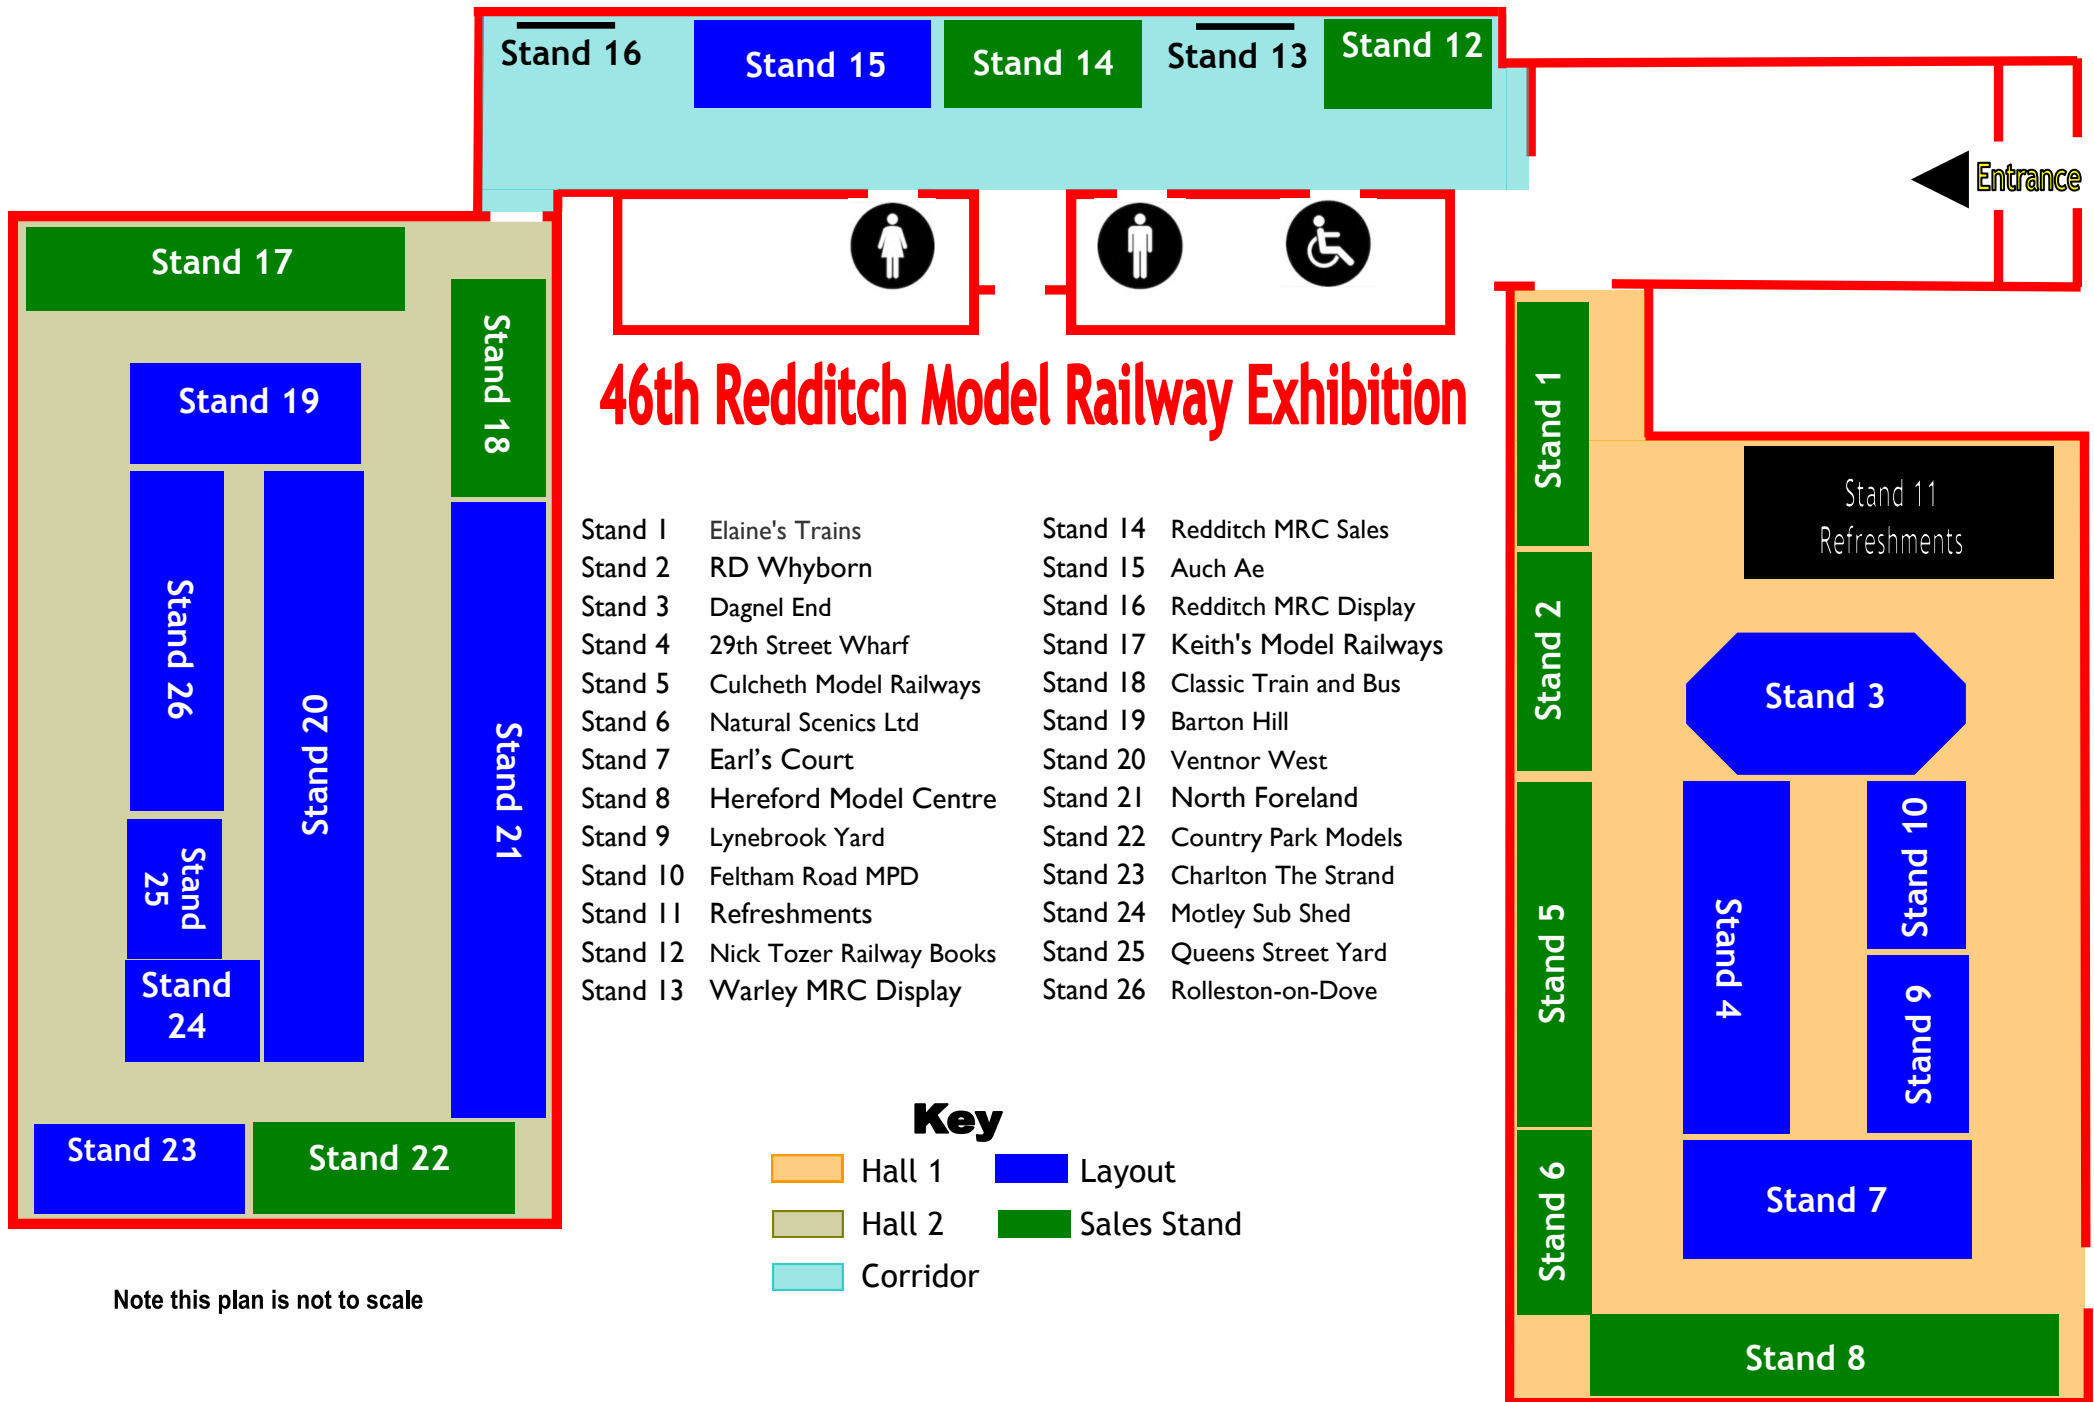 Stand 16
Stand 15
Stand 14
Stand 13
Stand 12
Entrance
Stand 17
Stand 18
Stand 19
Stand 26
Stand 20
Stand 21
Stand
25
Stand
24
Stand 23
Stand 22
46th Redditch Model Railway Exhibition
Stand 1 Elaine's Trains
Stand 2 RD Whyborn
Stand 3 Dagnel End
Stand 4 29th Street Wharf
Stand 5 Culcheth Model Railways
Stand 6 Natural Scenics Ltd
Stand 7 Earl’s Court
Stand 8 Hereford Model Centre
Stand 9 Lynebrook Yard
Stand 10 Feltham Road MPD
Stand 11 Refreshments
Stand 12 Nick Tozer Railway Books
Stand 13 Warley MRC Display
Stand 14 Redditch MRC Sales
Stand 15 Auch Ae
Stand 16 Redditch MRC Display
Stand 17 Keith's Model Railways
Stand 18 Classic Train and Bus
Stand 19 Barton Hill
Stand 20 Ventnor West
Stand 21 North Foreland
Stand 22 Country Park Models
Stand 23 Charlton The Strand
Stand 24 Motley Sub Shed
Stand 25 Queens Street Yard
Stand 26 Rolleston-on-Dove
Key
Hall 1
Layout
Hall 2
Sales Stand
Corridor
Note this plan is not to scale
Stand 1
Stand 11
Refreshments
Stand 2
Stand 3
Stand 5
Stand 4
Stand 10
Stand 9
Stand 6
Stand 7
Stand 8